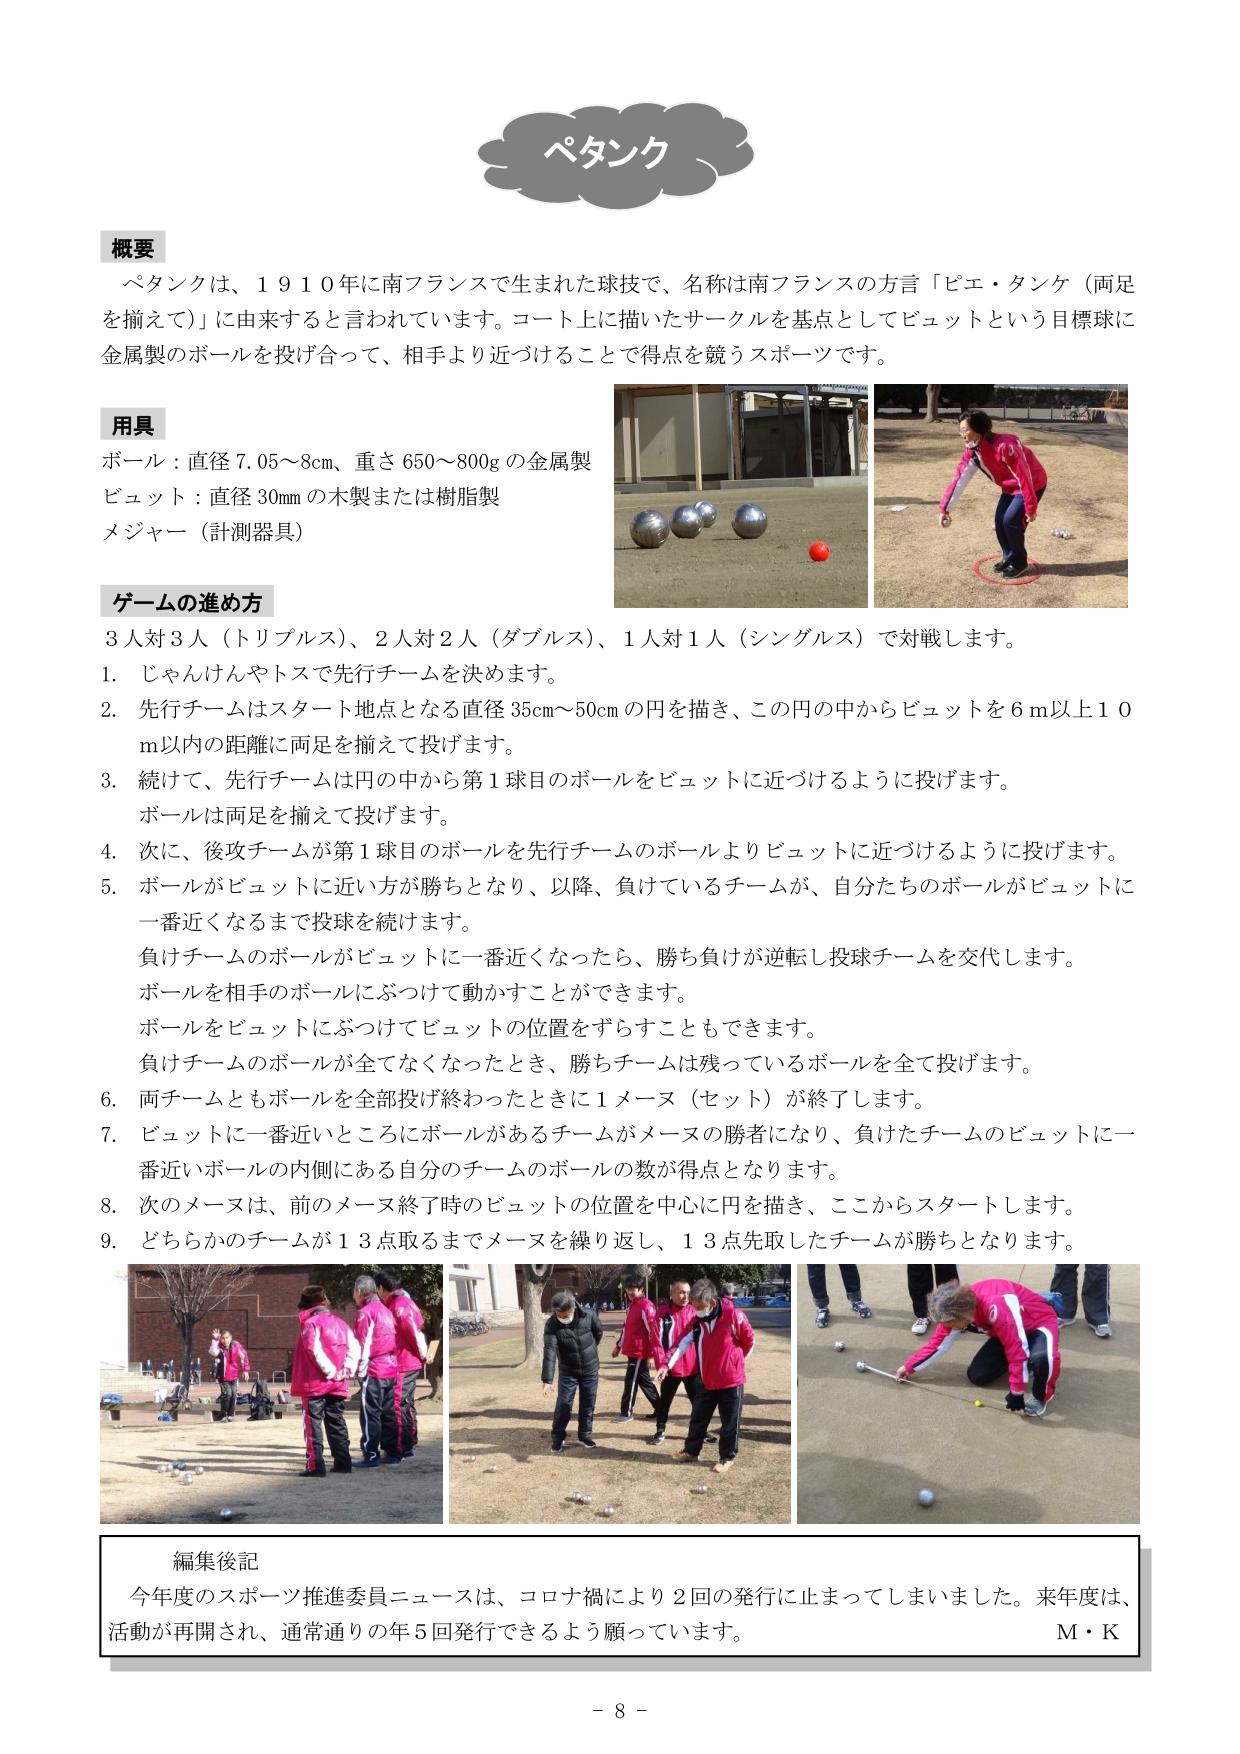 ペタンク
概要
ペタンクは、１９１０年に南フランスで生まれた球技で、名称は南フランスの方言「ピエ・タンケ（両足
を揃えて）」に由来すると言われています。コート上に描いたサークルを基点としてビュットという目標球に
金属製のボールを投げ合って、相手より近づけることで得点を競うスポーツです。
用具
ボール：直径 7.05～8cm、重さ 650～800g の金属製
ビュット：直径 30mm の木製または樹脂製
メジャー（計測器具）
ゲームの進め方
３人対３人（トリプルス）、２人対２人（ダブルス）、１人対１人（シングルス）で対戦します。
1. じゃんけんやトスで先行チームを決めます。
2. 先行チームはスタート地点となる直径 35cm～50cm の円を描き、この円の中からビュットを６ｍ以上１０
ｍ以内の距離に両足を揃えて投げます。
3. 続けて、先行チームは円の中から第１球目のボールをビュットに近づけるように投げます。
ボールは両足を揃えて投げます。
4. 次に、後攻チームが第１球目のボールを先行チームのボールよりビュットに近づけるように投げます。
5. ボールがビュットに近い方が勝ちとなり、以降、負けているチームが、自分たちのボールがビュットに
一番近くなるまで投球を続けます。
負けチームのボールがビュットに一番近くなったら、勝ち負けが逆転し投球チームを交代します。
ボールを相手のボールにぶつけて動かすことができます。
ボールをビュットにぶつけてビュットの位置をずらすこともできます。
負けチームのボールが全てなくなったとき、勝ちチームは残っているボールを全て投げます。
6. 両チームともボールを全部投げ終わったときに１メーヌ（セット）が終了します。
7. ビュットに一番近いところにボールがあるチームがメーヌの勝者になり、負けたチームのビュットに一
番近いボールの内側にある自分のチームのボールの数が得点となります。
8. 次のメーヌは、前のメーヌ終了時のビュットの位置を中心に円を描き、ここからスタートします。
9. どちらかのチームが１３点取るまでメーヌを繰り返し、１３点先取したチームが勝ちとなります。
編集後記
今年度のスポーツ推進委員ニュースは、コロナ禍により２回の発行に止まってしまいました。来年度は、
活動が再開され、通常通りの年５回発行できるよう願っています。 Ｍ・Ｋ
- 8 -